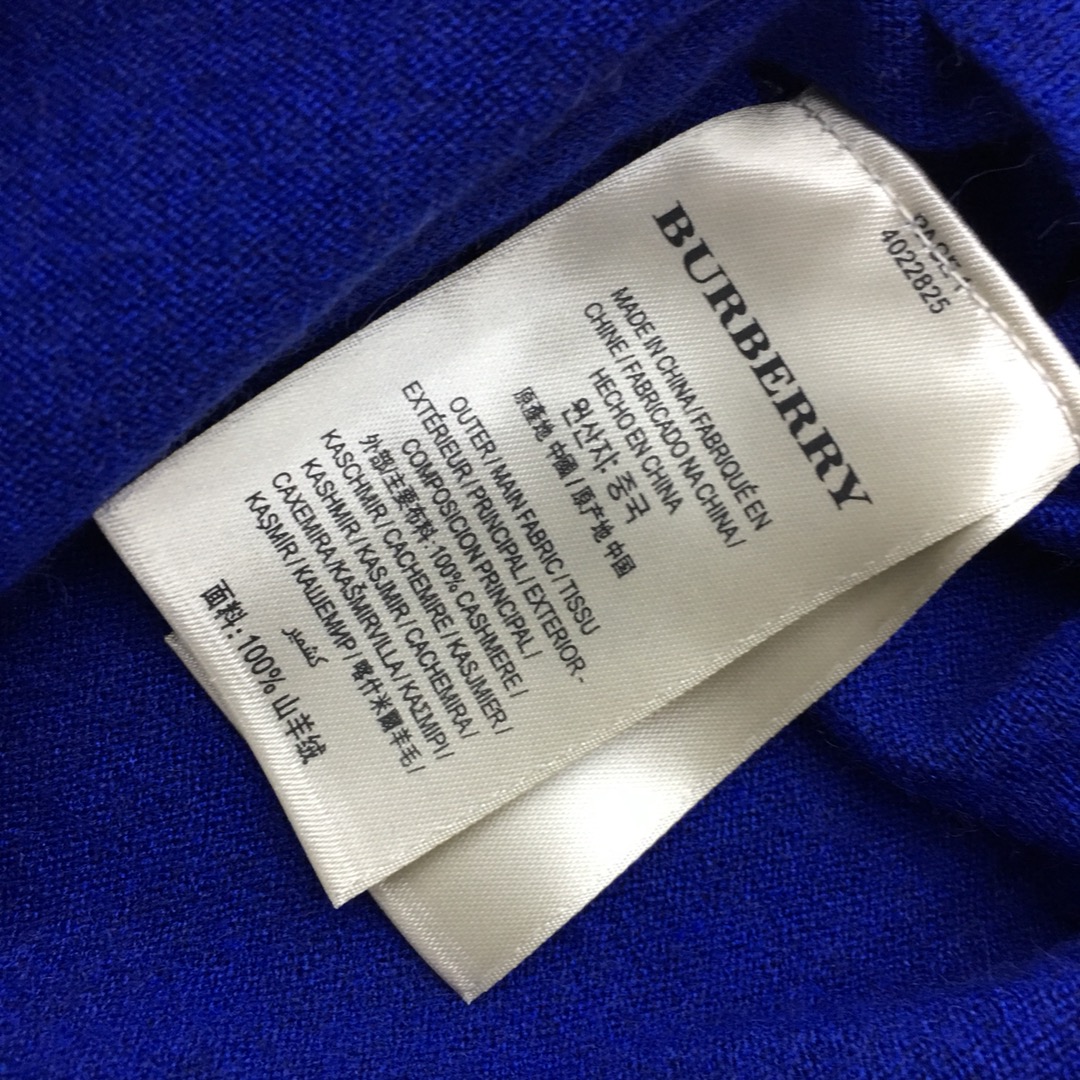 4022825
BURBERRY
MADE IN CHINA / FABRIQUÉ EN
CHINE / FABRICADO NA CHINA /
HECHO EN CHINA
원산지: 중국
原產地 中國 / 原产地 中国
OUTER / MAIN FABRIC / TISSU
EXTÉRIEUR / PRINCIPAL / EXTERIOR -
COMPOSICION PRINCIPAL /
外部主要布料: 100% CASHMERE /
KASCHMIR / CACHEMIRE / KASJMIER /
KASHMIR / KASJMIR / CACHEMIRA /
CAXEMIRA / KAŠMIRVILLA / ΚΑΣΜΙΡΙ /
KAŞMIR / КАШЕМИР / 喀什米爾羊毛 /
كشمير
面料: 100% 山羊绒